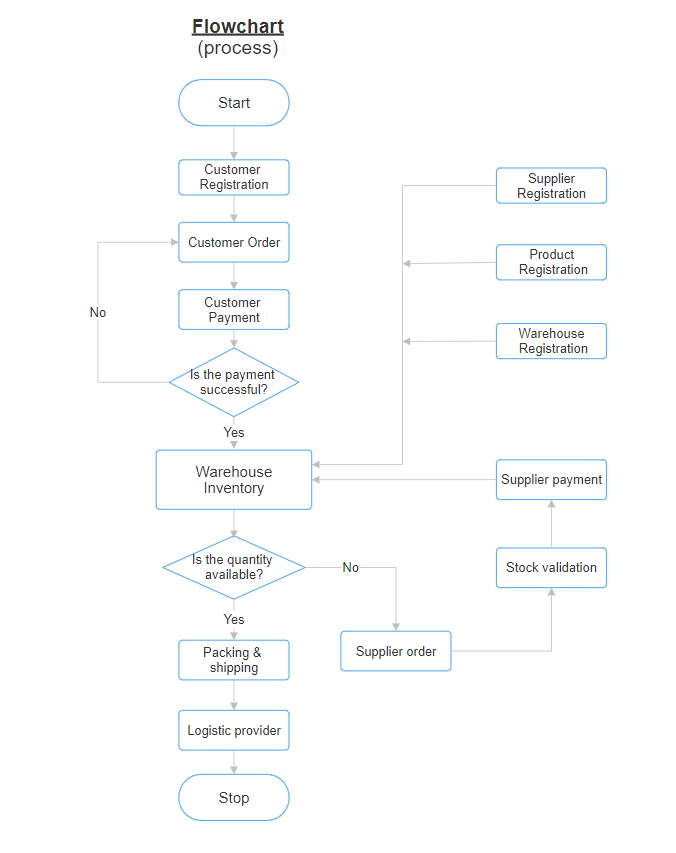 Flowchart
(process)
Start
Customer
Registration
Supplier
Registration
Customer Order
Product
Registration
Customer
Payment
No
Warehouse
Registration
Is the payment
successful?
Yes
Warehouse
Inventory
Supplier payment
Is the quantity
available?
No
Stock validation
Yes
Packing &
shipping
Supplier order
Logistic provider
Stop